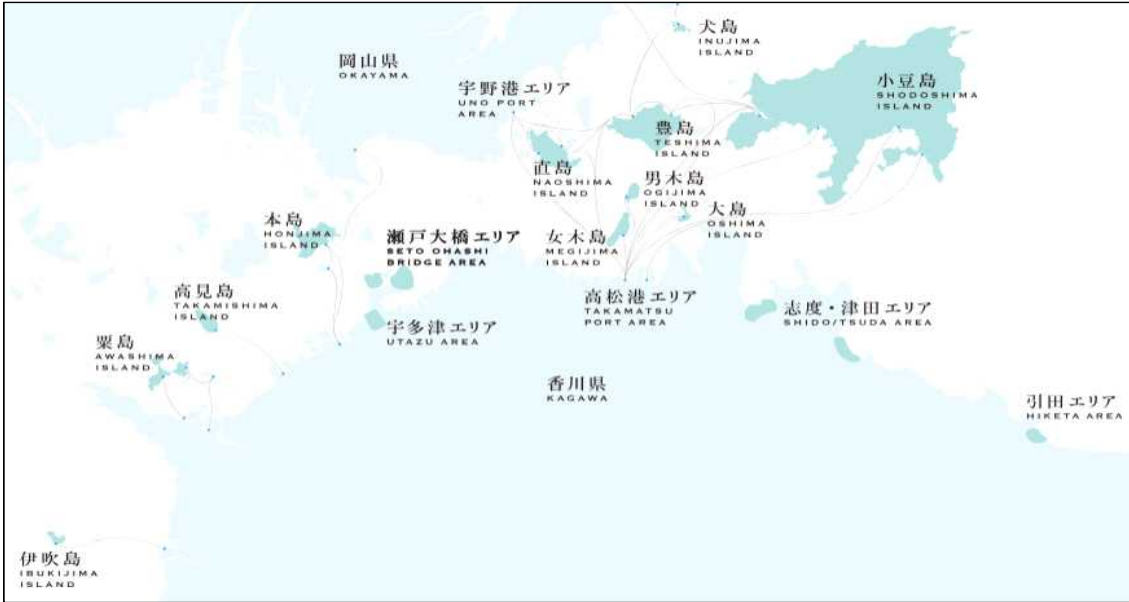 犬島
INUJIMA
ISLAND
岡山県
OKAYAMA
宇野港エリア
UNO PORT
AREA
小豆島
SHODOSHIMA
ISLAND
豊島
TESHIMA
ISLAND
直島
NAOSHIMA
ISLAND
男木島
OGIJIMA
ISLAND
大島
OSHIMA
ISLAND
本島
HONJIMA
ISLAND
瀬戸大橋エリア
SETO OHASHI
BRIDGE AREA
女木島
MEGIJIMA
ISLAND
高見島
TAKAMISHIMA
ISLAND
高松港エリア
TAKAMATSU
PORT AREA
志度・津田エリア
SHIDO/TSUDA AREA
宇多津エリア
UTAZU AREA
粟島
AWASHIMA
ISLAND
香川県
KAGAWA
引田エリア
HIKETA AREA
伊吹島
IBUKIJIMA
ISLAND